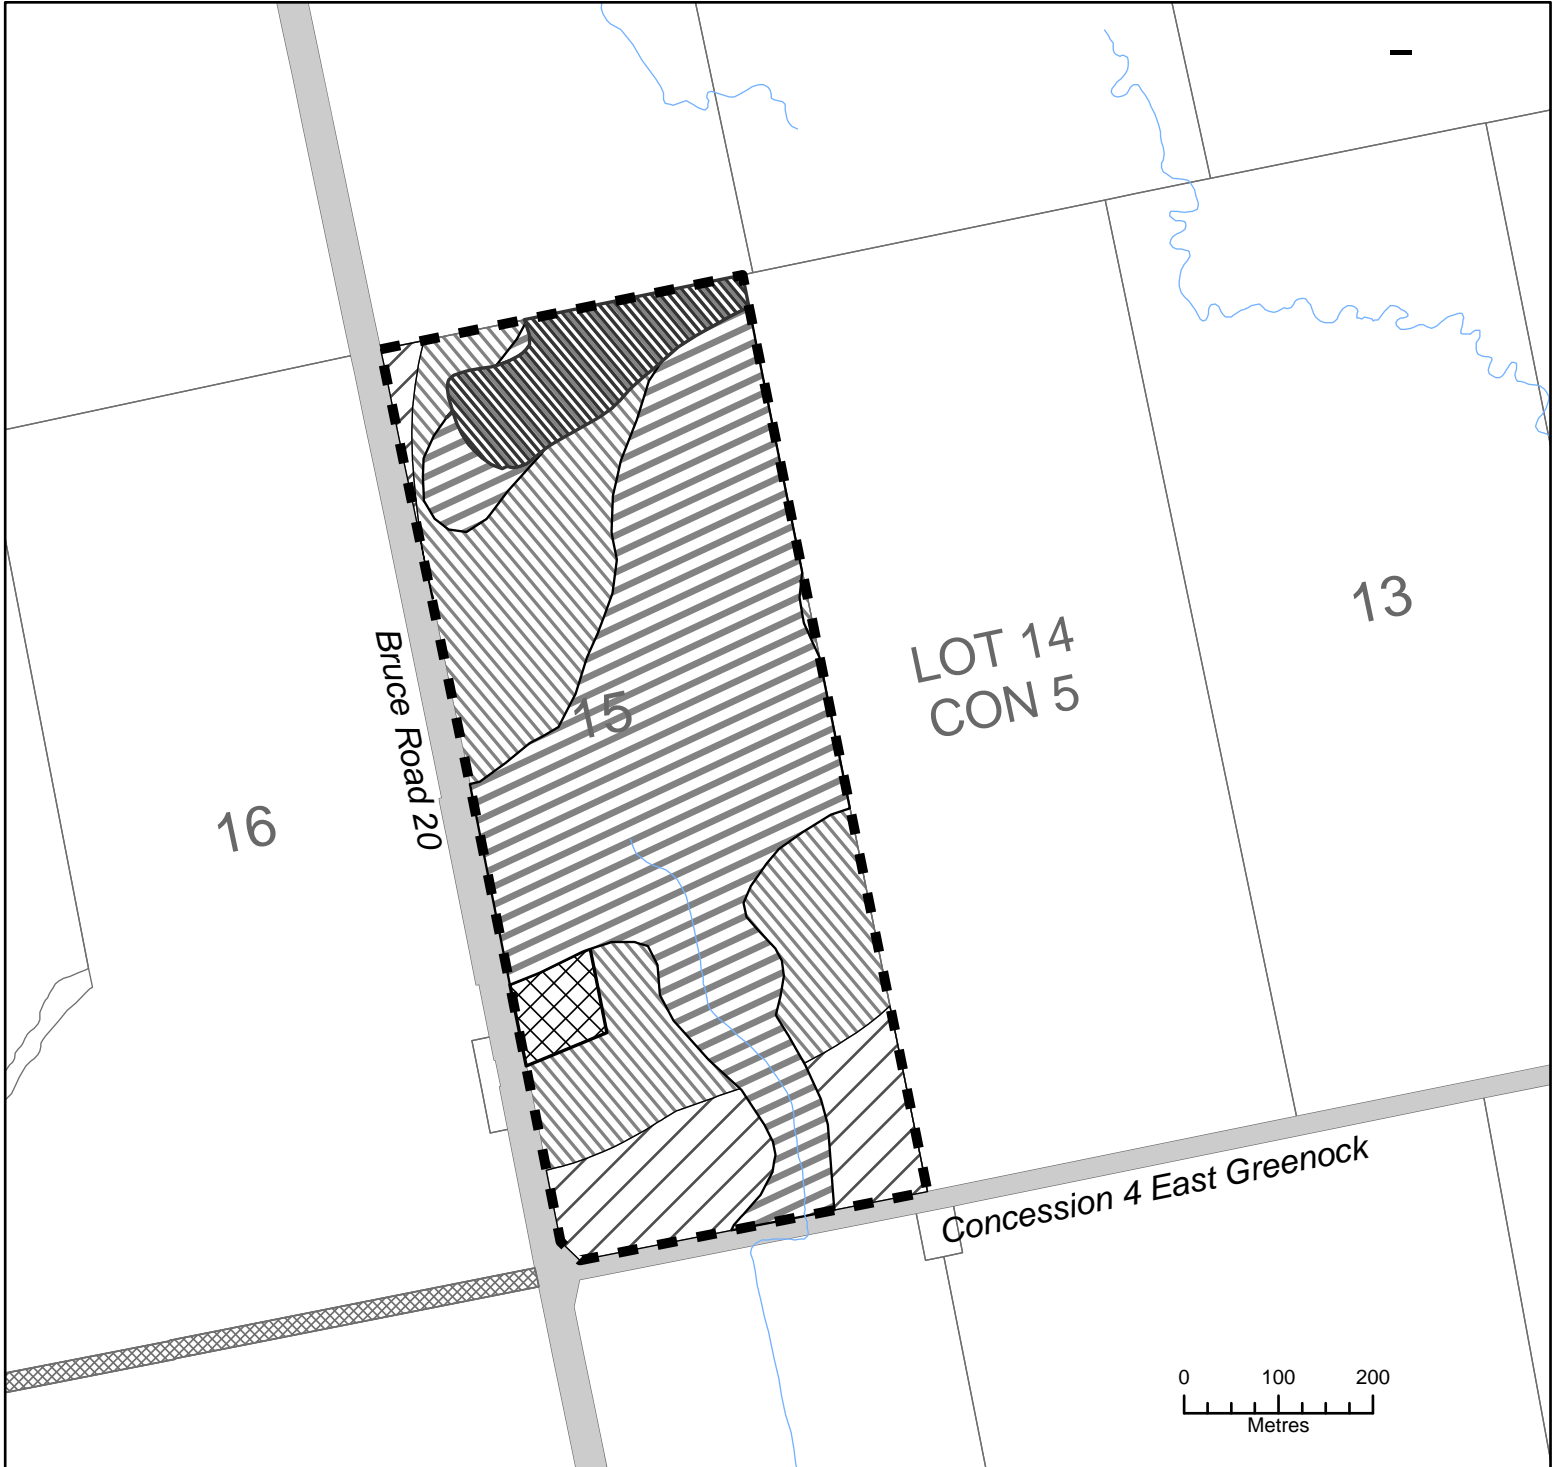 13
LOT 14
CON 5
15
Bruce Road 20
16
Concession 4 East Greenock
0 100 200
Metres